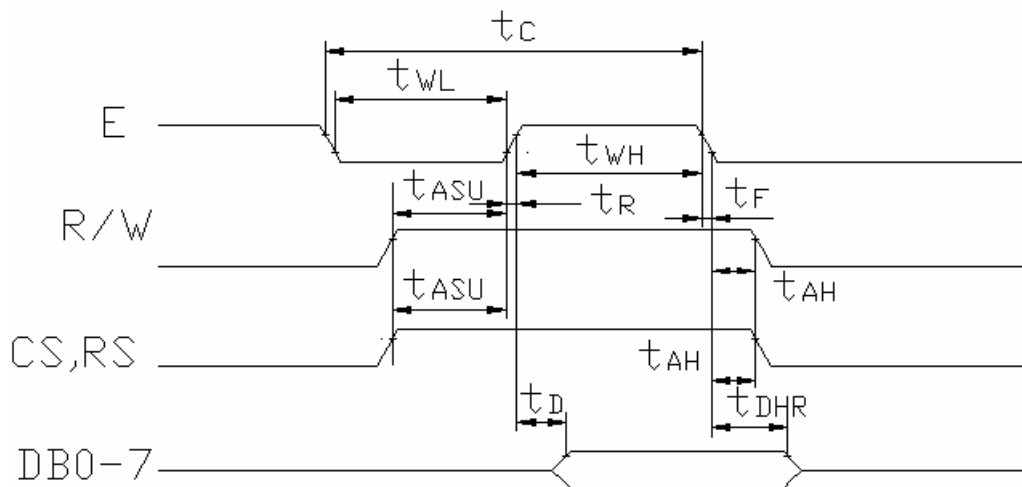 tC
tWL
E
tWH
tASU
tR
tF
R/W
tASU
tAH
CS,RS
tAH
tD
tDHR
DB0-7